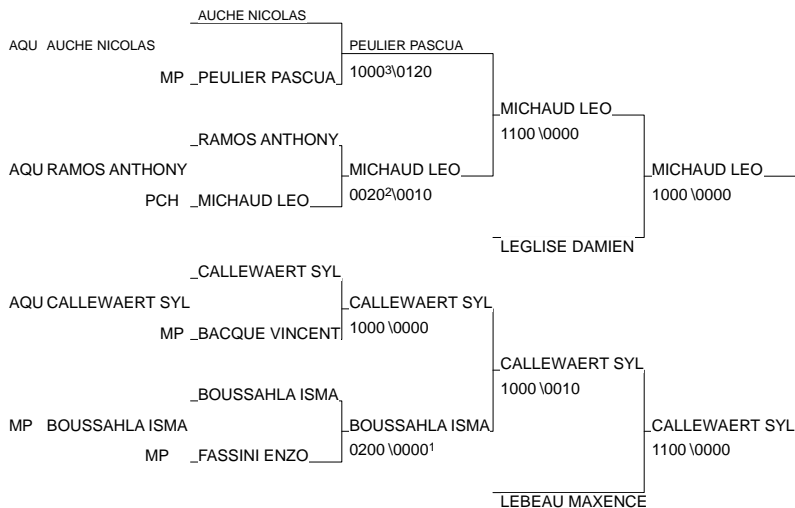 AUCHE NICOLAS
AQU AUCHE NICOLAS PEULIER PASCUA
MP PEULIER PASCUA 1000³\0120
MICHAUD LEO
1100 \0000
RAMOS ANTHONY
AQU RAMOS ANTHONY MICHAUD LEO MICHAUD LEO
0020²\0010 1000 \0000
PCH MICHAUD LEO
LEGLISE DAMIEN
CALLEWAERT SYL
AQU CALLEWAERT SYL CALLEWAERT SYL
MP BACQUE VINCENT 1000 \0000
CALLEWAERT SYL
1000 \0010
BOUSSAHLA ISMA
MP BOUSSAHLA ISMA BOUSSAHLA ISMA CALLEWAERT SYL
0200 \0000¹ 1100 \0000
MP FASSINI ENZO
LEBEAU MAXENCE